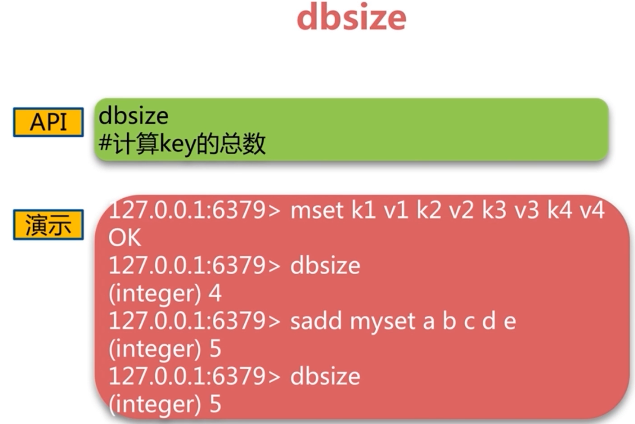 dbsize
API
dbsize
#计算key的总数
演示
127.0.0.1:6379> mset k1 v1 k2 v2 k3 v3 k4 v4
OK
127.0.0.1:6379> dbsize
(integer) 4
127.0.0.1:6379> sadd myset a b c d e
(integer) 5
127.0.0.1:6379> dbsize
(integer) 5